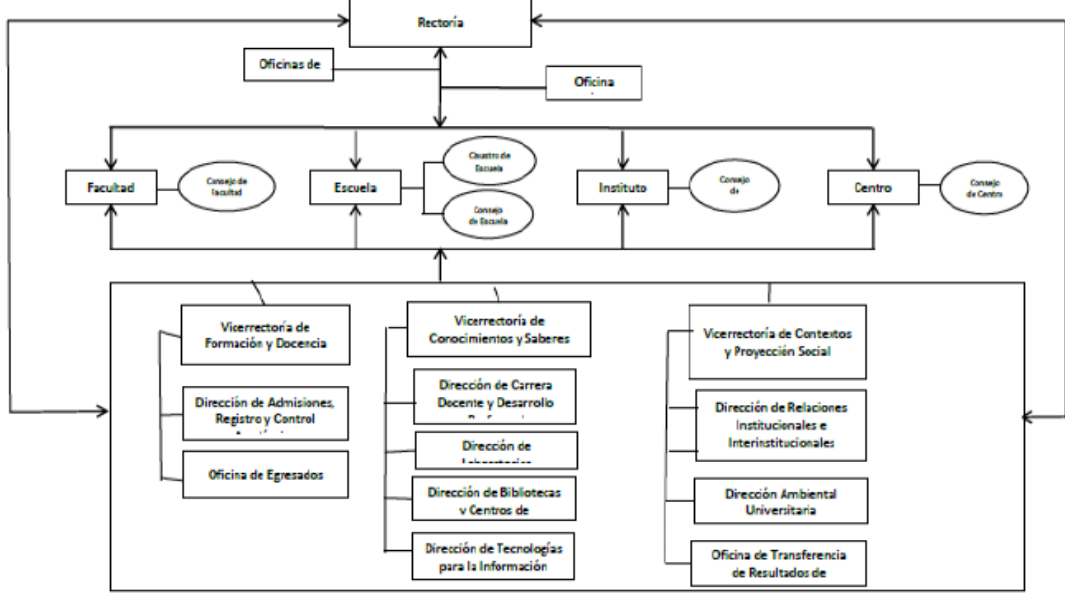 Rectoría
Oficinas de
Oficina
Facultad
Consejo de
Facultad
Escuela
Claustro de
Escuela
Consejo
de Escuela
Instituto
Consejo
de
Centro
Consejo
de Centro
Vicerrectoría de
Formación y Docencia
Dirección de Admisiones,
Registro y Control
Oficina de Egresados
Vicerrectoría de
Conocimientos y Saberes
Dirección de Carrera
Docente y Desarrollo
Dirección de
Dirección de Bibliotecas
y Centros de
Dirección de Tecnologías
para la Información
Vicerrectoría de Contextos
y Proyección Social
Dirección de Relaciones
Institucionales e
Interinstitucionales
Dirección Ambiental
Universitaria
Oficina de Transferencia
de Resultados de